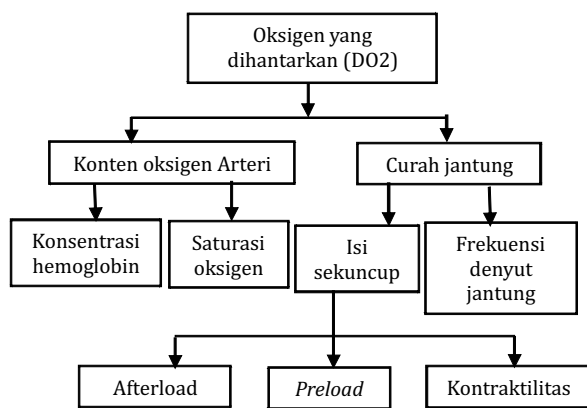 Oksigen yang
dihantarkan (DO2)
Konten oksigen Arteri
Curah jantung
Konsentrasi
hemoglobin
Saturasi
oksigen
Isi
sekuncup
Frekuensi
denyut
jantung
Afterload
Preload
Kontraktilitas